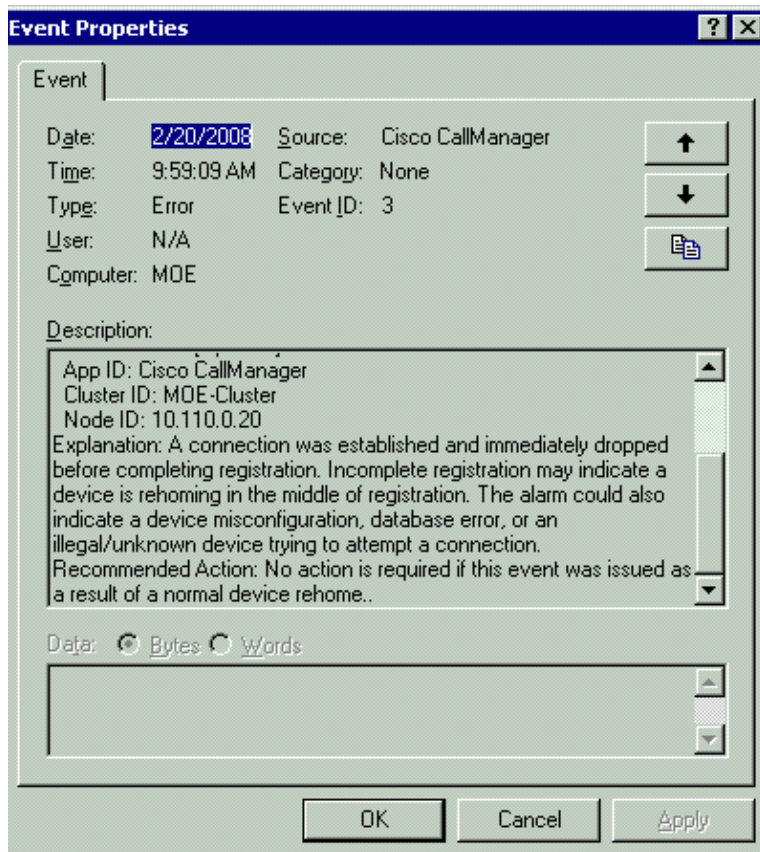 Event Properties
Event
Date: 2/20/2008 Source: Cisco CallManager
Time: 9:59:09 AM Category: None
Type: Error Event ID: 3
User: N/A
Computer: MOE
Description:
App ID: Cisco CallManager
Cluster ID: MOE-Cluster
Node ID: 10.110.0.20
Explanation: A connection was established and immediately dropped
before completing registration. Incomplete registration may indicate a
device is rehoming in the middle of registration. The alarm could also
indicate a device misconfiguration, database error, or an
illegal/unknown device trying to attempt a connection.
Recommended Action: No action is required if this event was issued as
a result of a normal device rehome..
Data: Bytes Words
OK Cancel Apply